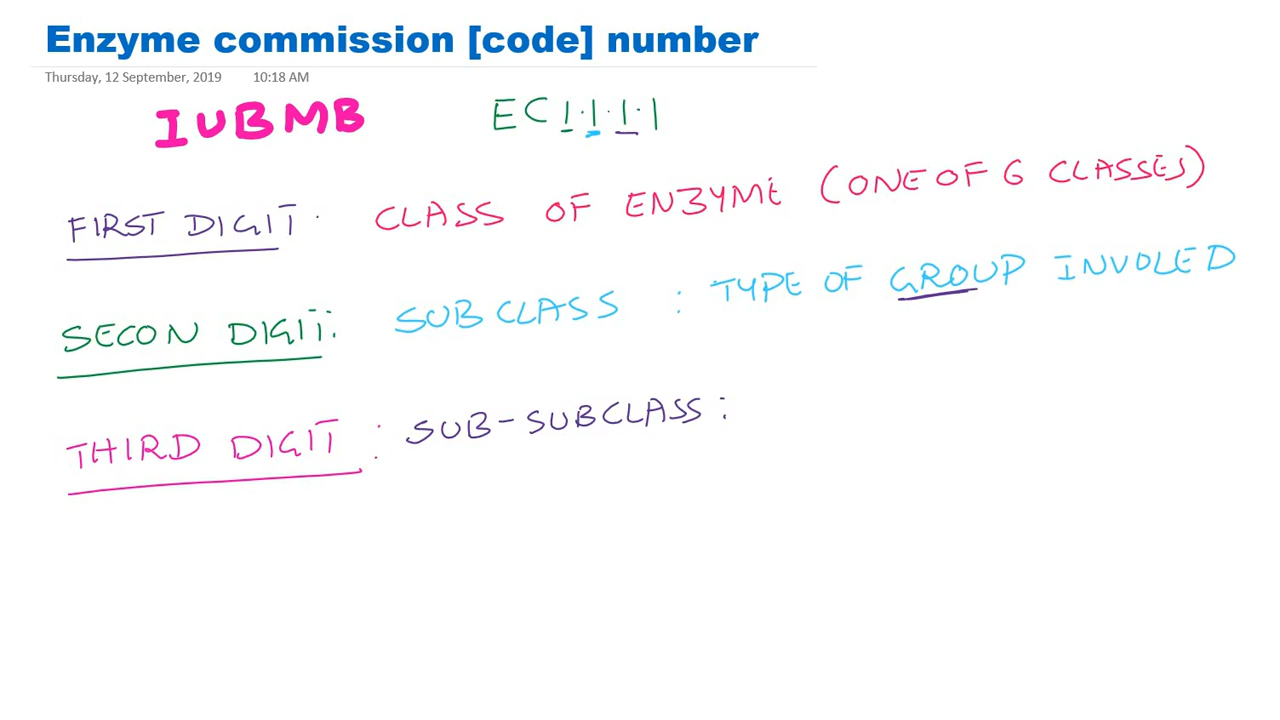 Enzyme commission [code] number
Thursday, 12 September, 2019 10:18 AM
IUBMB EC 1.1.1.1
FIRST DIGIT. CLASS OF ENZYME (ONE OF 6 CLASSES)
SECON DIGIT: SUBCLASS : TYPE OF GROUP INVOLED
THIRD DIGIT : SUB-SUBCLASS: